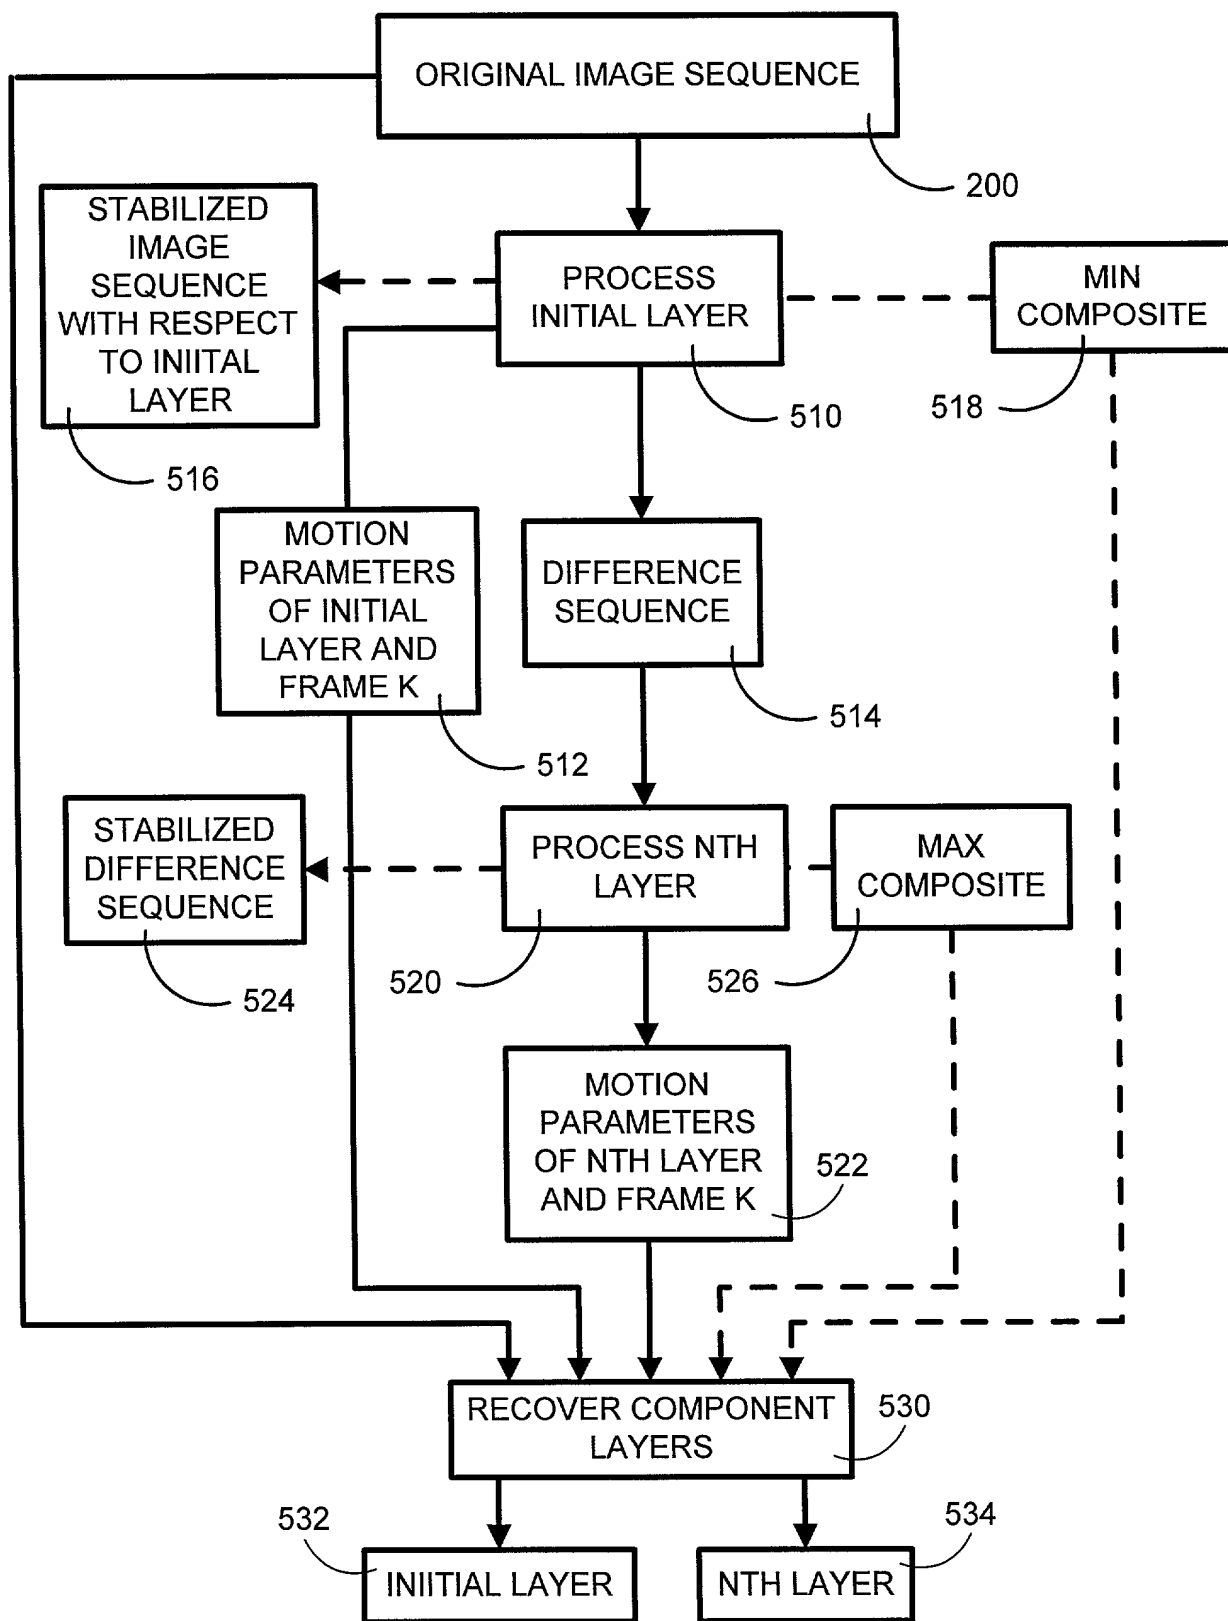 ORIGINAL IMAGE SEQUENCE
200
STABILIZED
IMAGE
SEQUENCE
WITH RESPECT
TO INIITAL
LAYER
516
PROCESS
INITIAL LAYER
510
MIN
COMPOSITE
518
MOTION
PARAMETERS
OF INITIAL
LAYER AND
FRAME K
512
DIFFERENCE
SEQUENCE
514
STABILIZED
DIFFERENCE
SEQUENCE
524
PROCESS NTH
LAYER
520
MAX
COMPOSITE
526
MOTION
PARAMETERS
OF NTH LAYER
AND FRAME K
522
RECOVER COMPONENT
LAYERS
530
532
INIITIAL LAYER
534
NTH LAYER